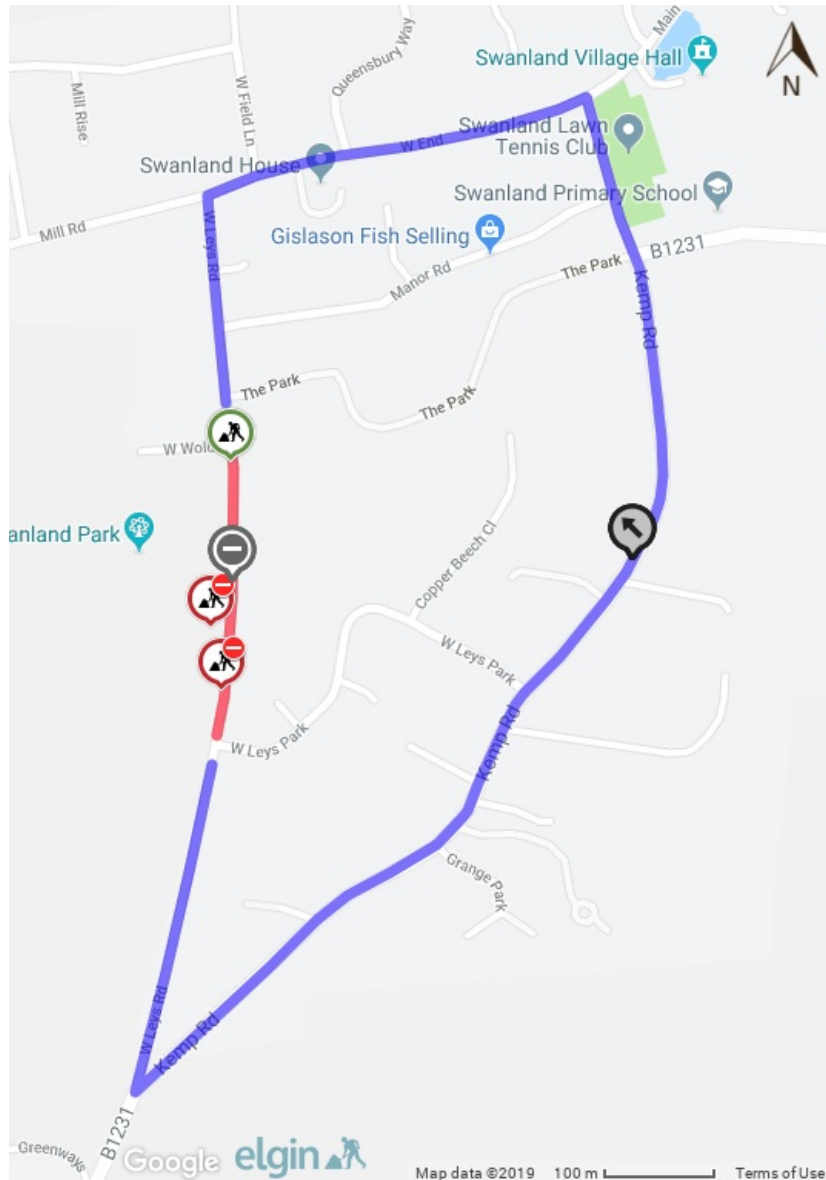 Main
Queensbury Way
Swanland Village Hall
N
Mill Rise
W Field Ln
Swanland Lawn
Tennis Club
W End
Swanland House
Swanland Primary School
Mill Rd
W Leys Rd
Gislason Fish Selling
B1231
The Park
Manor Rd
Kemp Rd
The Park
The Park
W Wol
anland Park
Copper Beech Cl
W Leys Park
W Leys Park
Kemp Rd
Grange Park
W Leys Rd
Kemp Rd
B1231
Greenways
Google
elgin
Map data ©2019
100 m
Terms of Use